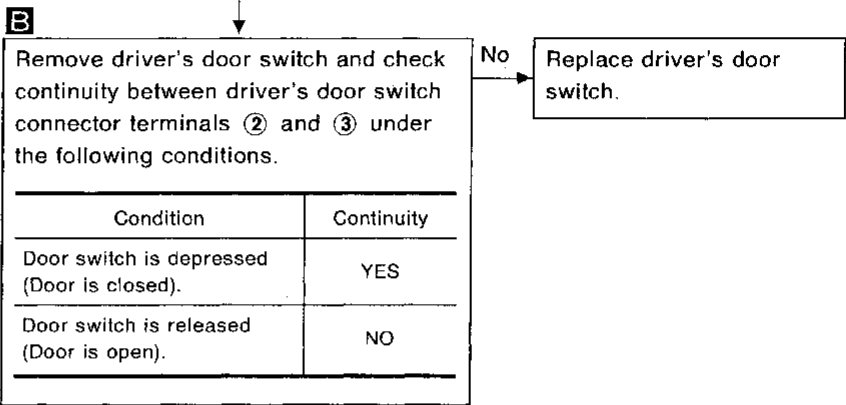 B
Remove driver's door switch and check
continuity between driver's door switch
connector terminals ② and ③ under
the following conditions.
Condition Continuity
Door switch is depressed
(Door is closed). YES
Door switch is released
(Door is open). NO
No
Replace driver's door
switch.